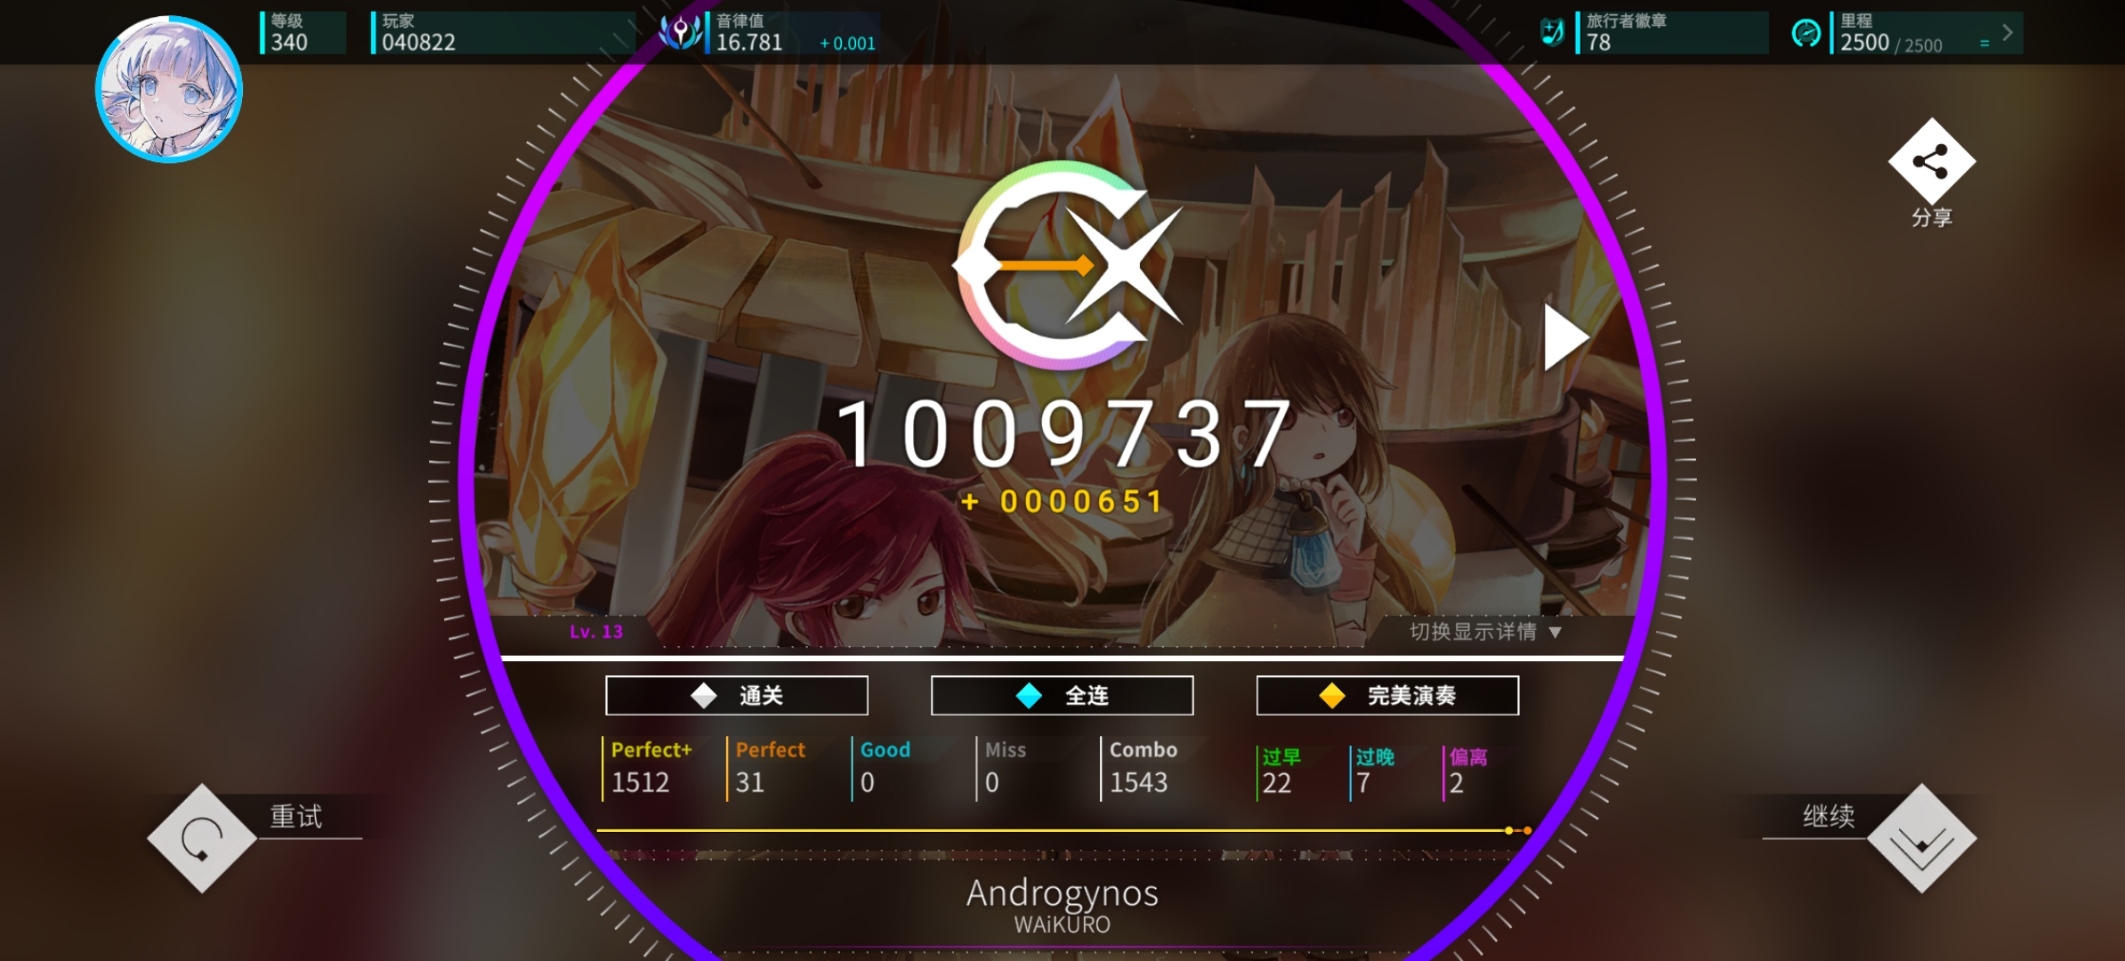 等级
340
玩家
040822
音律值
16.781 +0.001
旅行者徽章
78
里程
2500 / 2500 =
分享
EX
1009737
+ 0000651
Lv. 13
切换显示详情 ▼
通关
全连
完美演奏
Perfect+
1512
Perfect
31
Good
0
Miss
0
Combo
1543
过早
22
过晚
7
偏离
2
重试
继续
Androgynos
WAiKURO